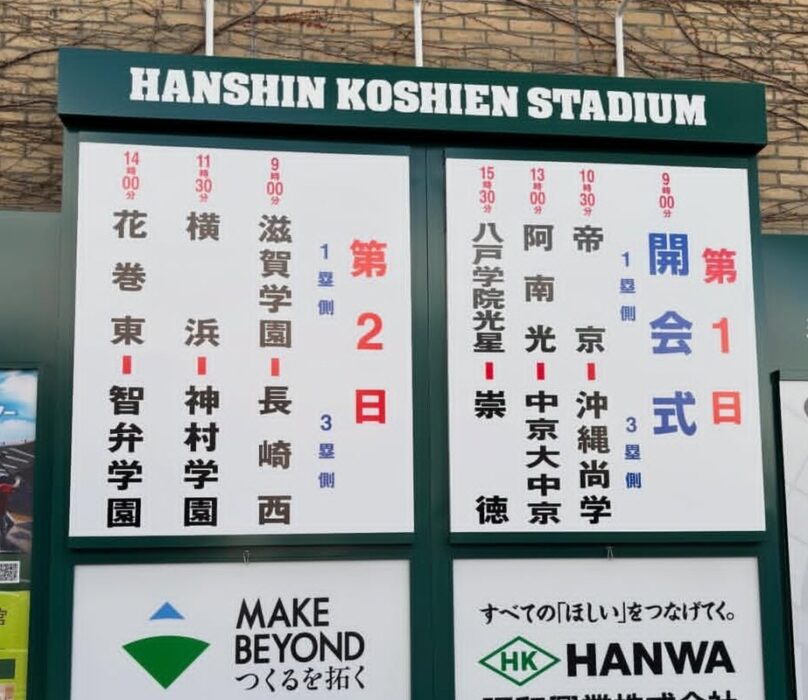 HANSHIN KOSHIEN STADIUM
第1日
9時00分 開会式
1塁側 3塁側
10時30分 帝京 ー 沖縄尚学
13時00分 阿南光 ー 中京大中京
15時30分 八戸学院光星 ー 崇徳
第2日
1塁側 3塁側
9時00分 滋賀学園 ー 長崎西
11時30分 横浜 ー 神村学園
14時00分 花巻東 ー 智弁学園
MAKE
BEYOND
つくるを拓く
すべての「ほしい」をつなげてく。
HK HANWA